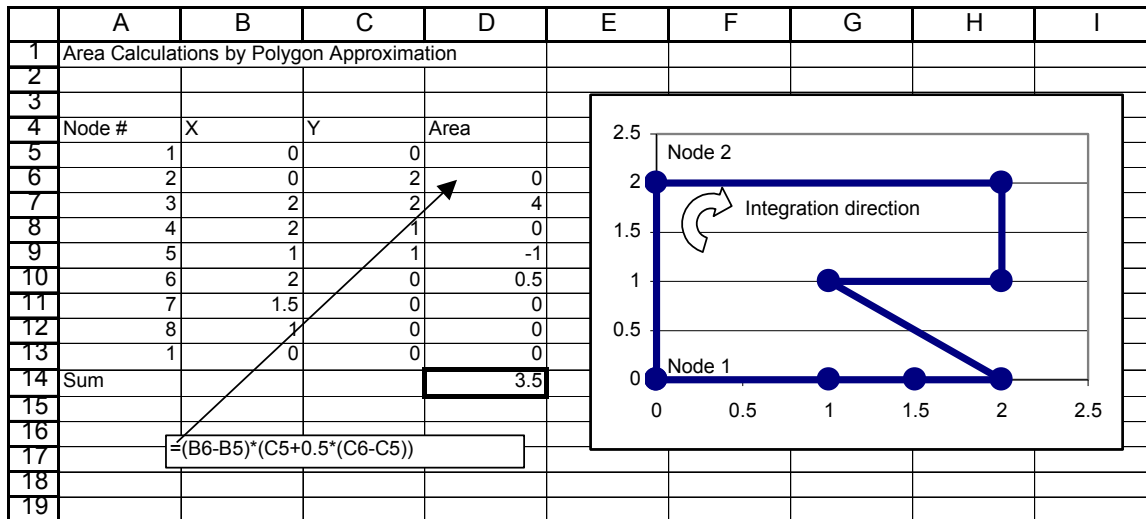 A B C D E F G H I
1 Area Calculations by Polygon Approximation
2
3
4 Node # X Y Area
5 1 0 0
6 2 0 2 0
7 3 2 2 4
8 4 2 1 0
9 5 1 1 -1
10 6 2 0 0.5
11 7 1.5 0 0
12 8 1 0 0
13 1 0 0 0
14 Sum 3.5
15
16
17
=(B6-B5)*(C5+0.5*(C6-C5))
18
19
2.5
Node 2
2
Integration direction
1.5
1
0.5
Node 1
0
0 0.5 1 1.5 2 2.5